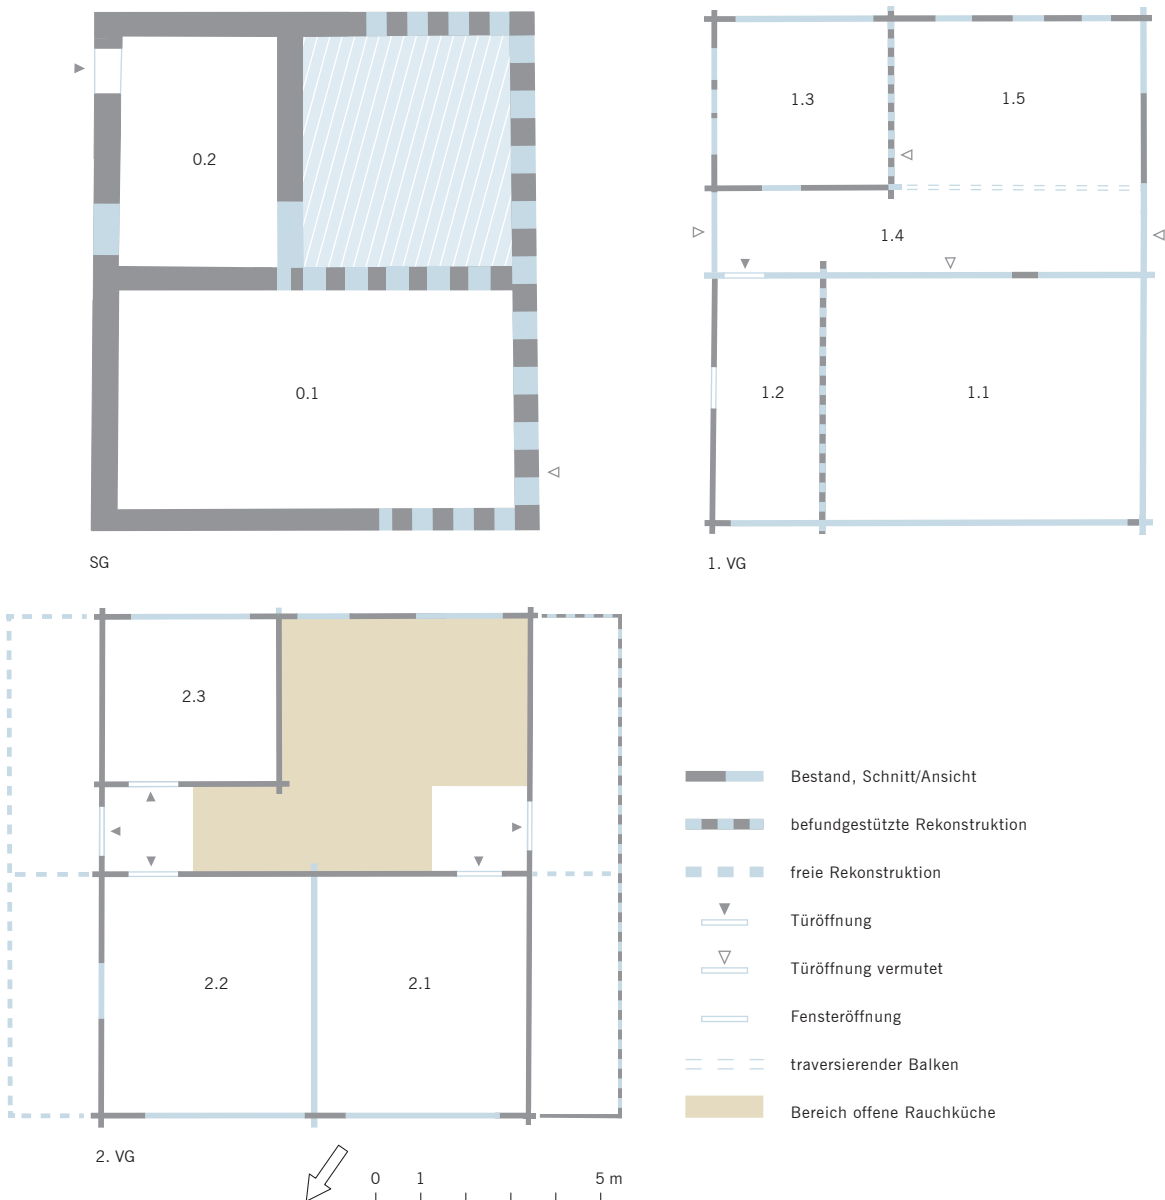 0.2
0.1
SG
1.3
1.5
1.4
1.2
1.1
1. VG
2.3
2.2
2.1
2. VG
0 1 5 m
Bestand, Schnitt/Ansicht
befundgestützte Rekonstruktion
freie Rekonstruktion
Türöffnung
Türöffnung vermutet
Fensteröffnung
traversierender Balken
Bereich offene Rauchküche